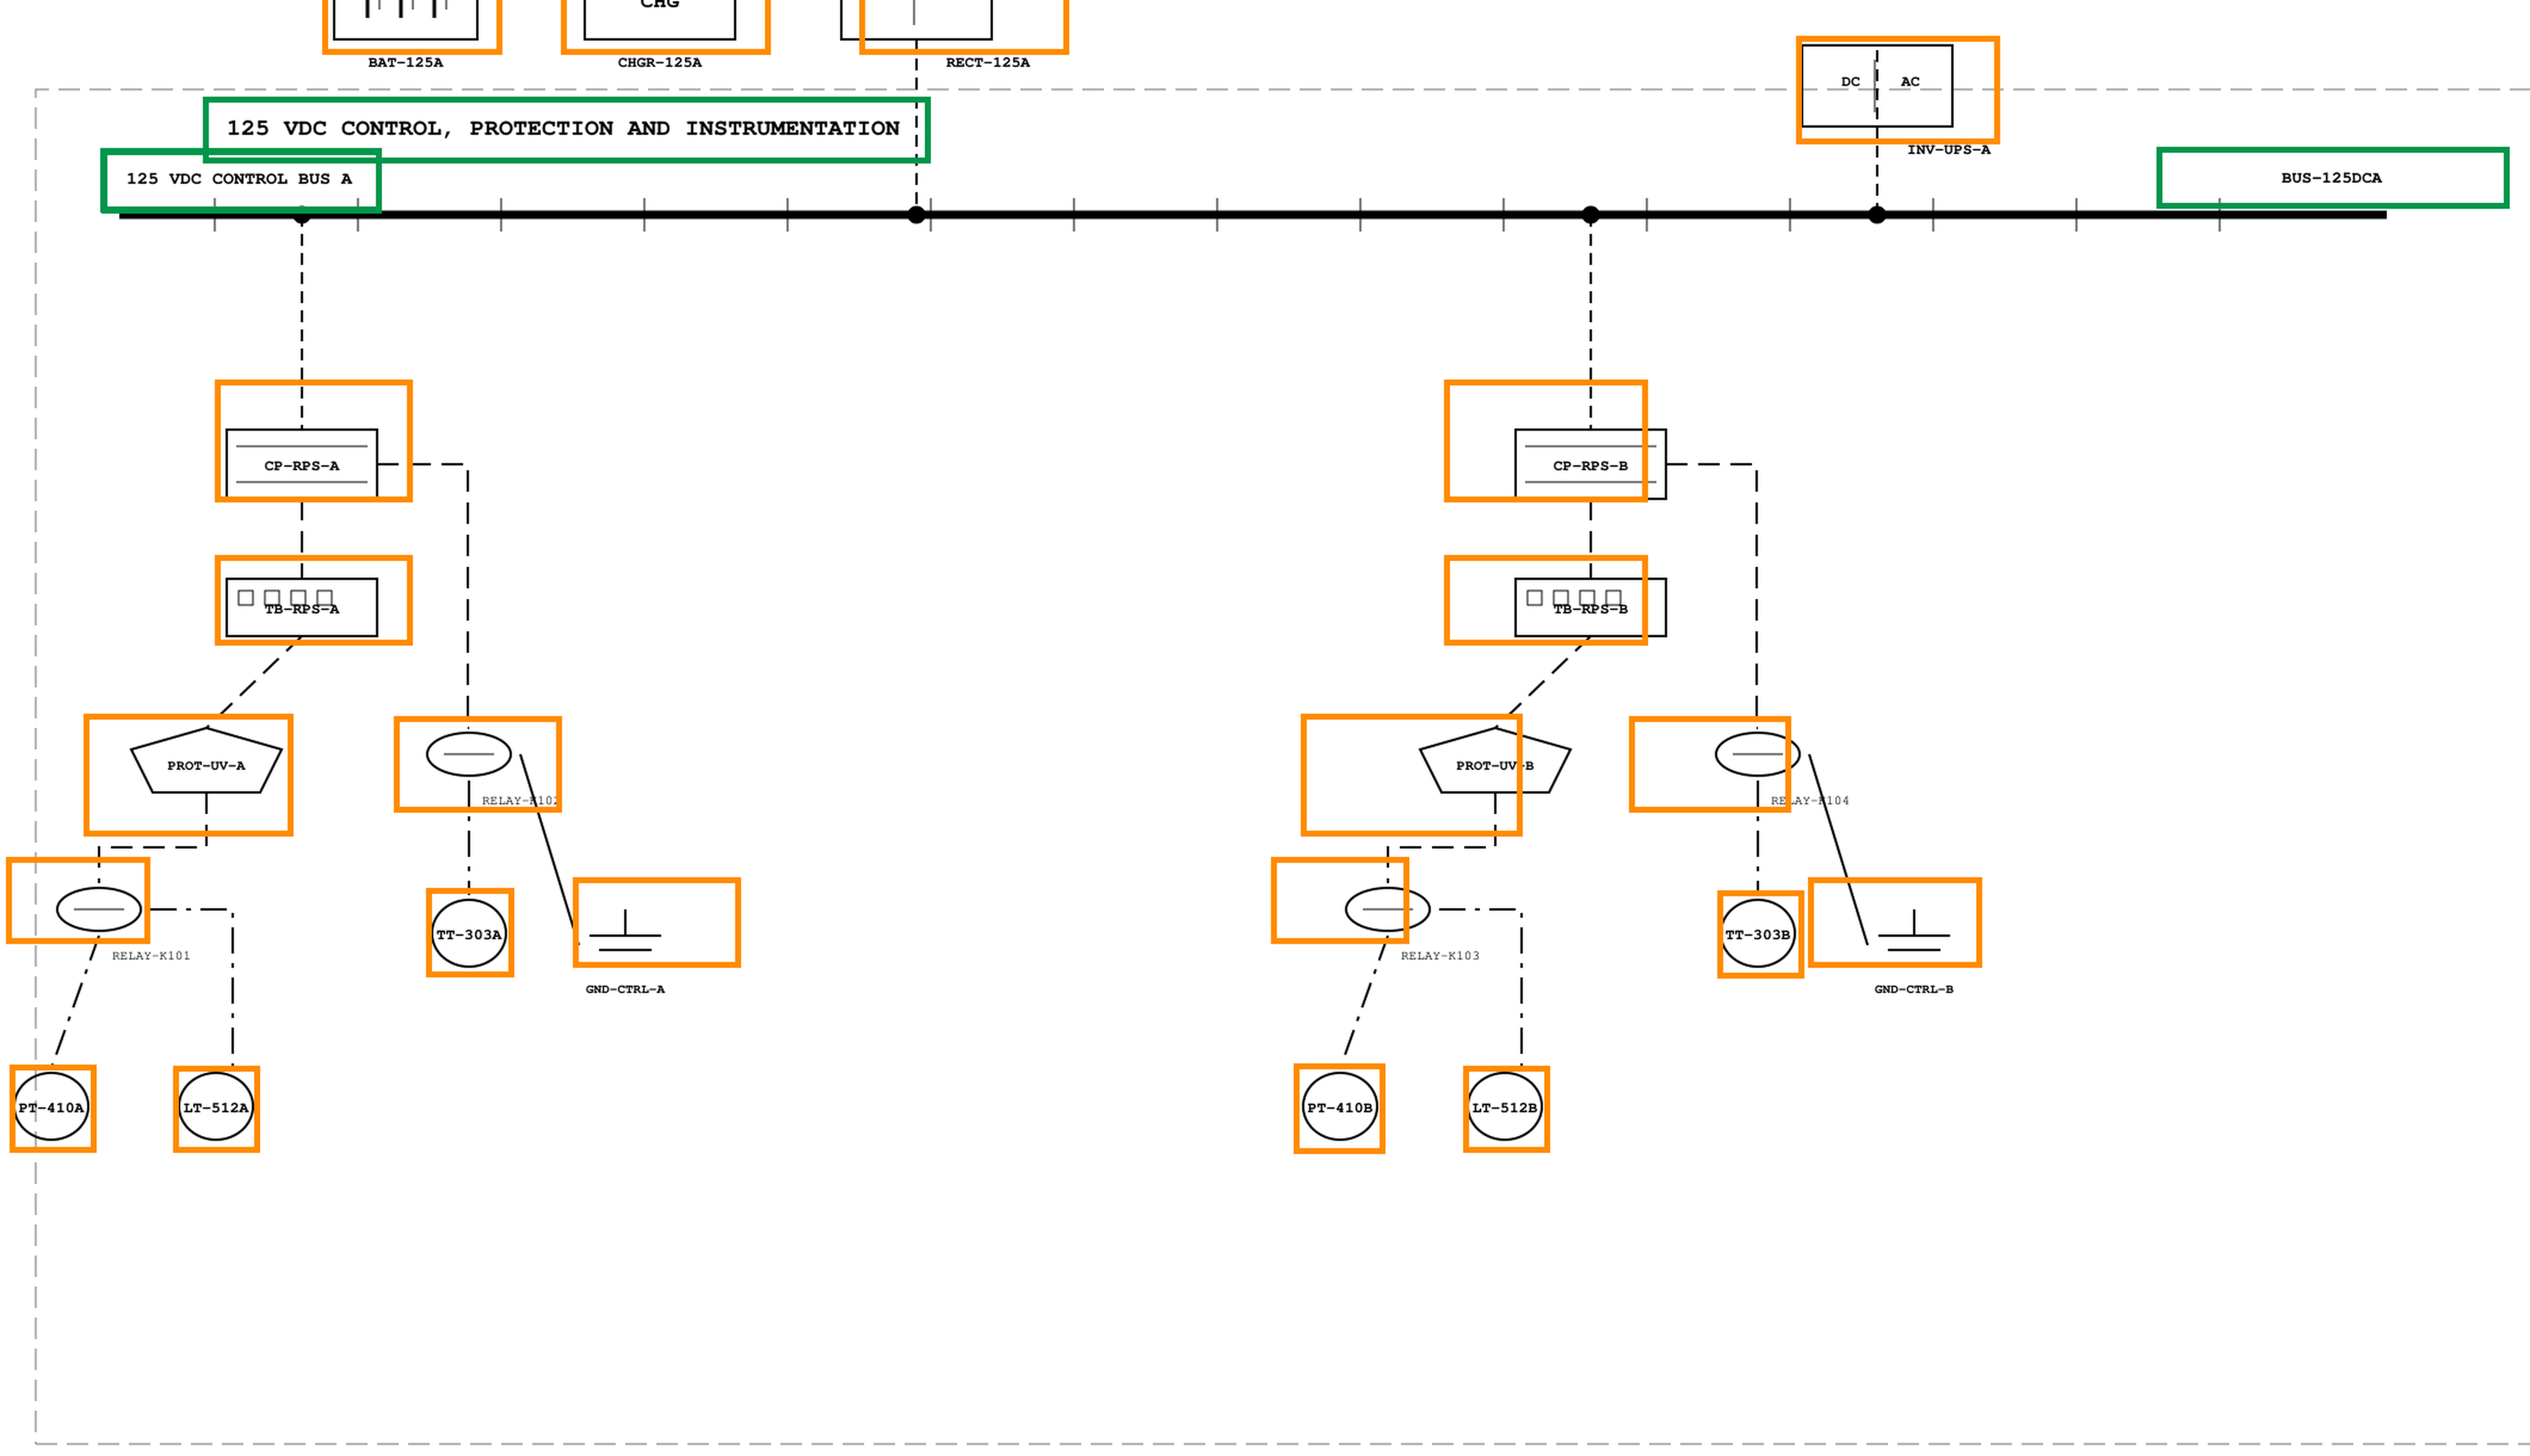 CHG
BAT-125A
CHGR-125A
RECT-125A
DC
AC
125 VDC CONTROL, PROTECTION AND INSTRUMENTATION
INV-UPS-A
125 VDC CONTROL BUS A
BUS-125DCA
CP-RPS-A
CP-RPS-B
TB-RPS-A
TB-RPS-B
PROT-UV-A
PROT-UV-B
RELAY-K102
RELAY-K104
TT-303A
TT-303B
RELAY-K101
RELAY-K103
GND-CTRL-A
GND-CTRL-B
PT-410A
LT-512A
PT-410B
LT-512B